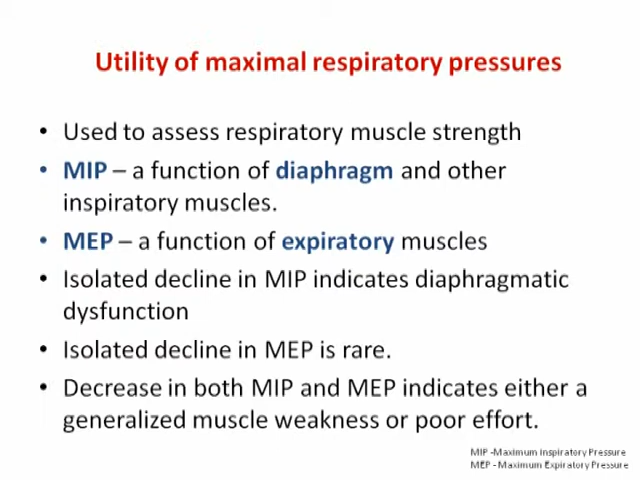 Utility of maximal respiratory pressures
• Used to assess respiratory muscle strength
• MIP – a function of diaphragm and other
inspiratory muscles.
• MEP – a function of expiratory muscles
• Isolated decline in MIP indicates diaphragmatic
dysfunction
• Isolated decline in MEP is rare.
• Decrease in both MIP and MEP indicates either a
generalized muscle weakness or poor effort.
MIP -Maximum Inspiratory Pressure
MEP - Maximum Expiratory Pressure